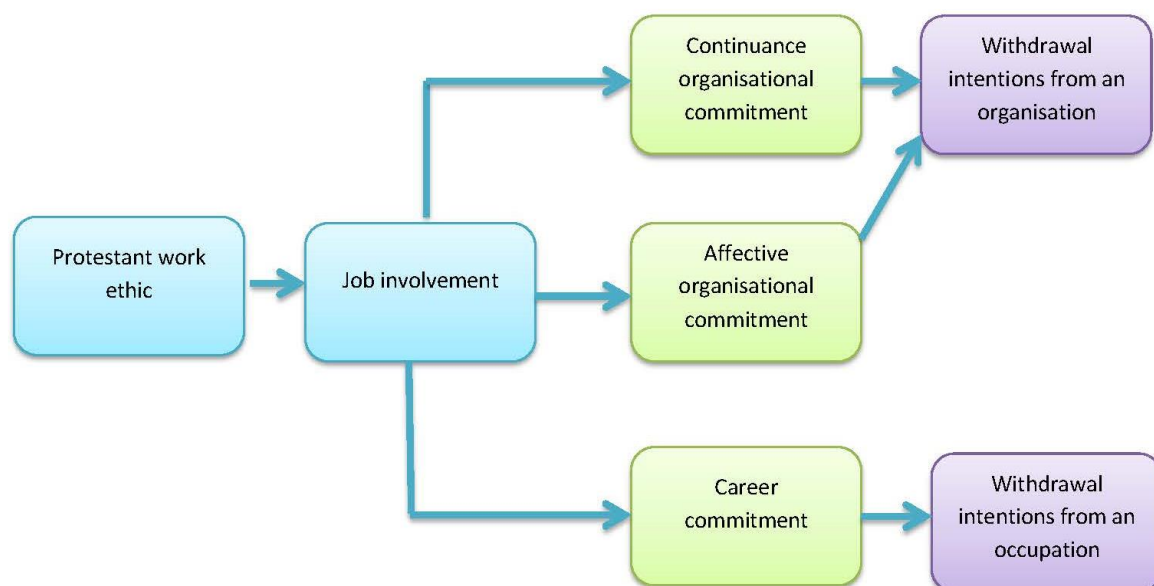 Continuance
organisational
commitment
Withdrawal
intentions from an
organisation
Protestant work
ethic
Job involvement
Affective
organisational
commitment
Career
commitment
Withdrawal
intentions from an
occupation